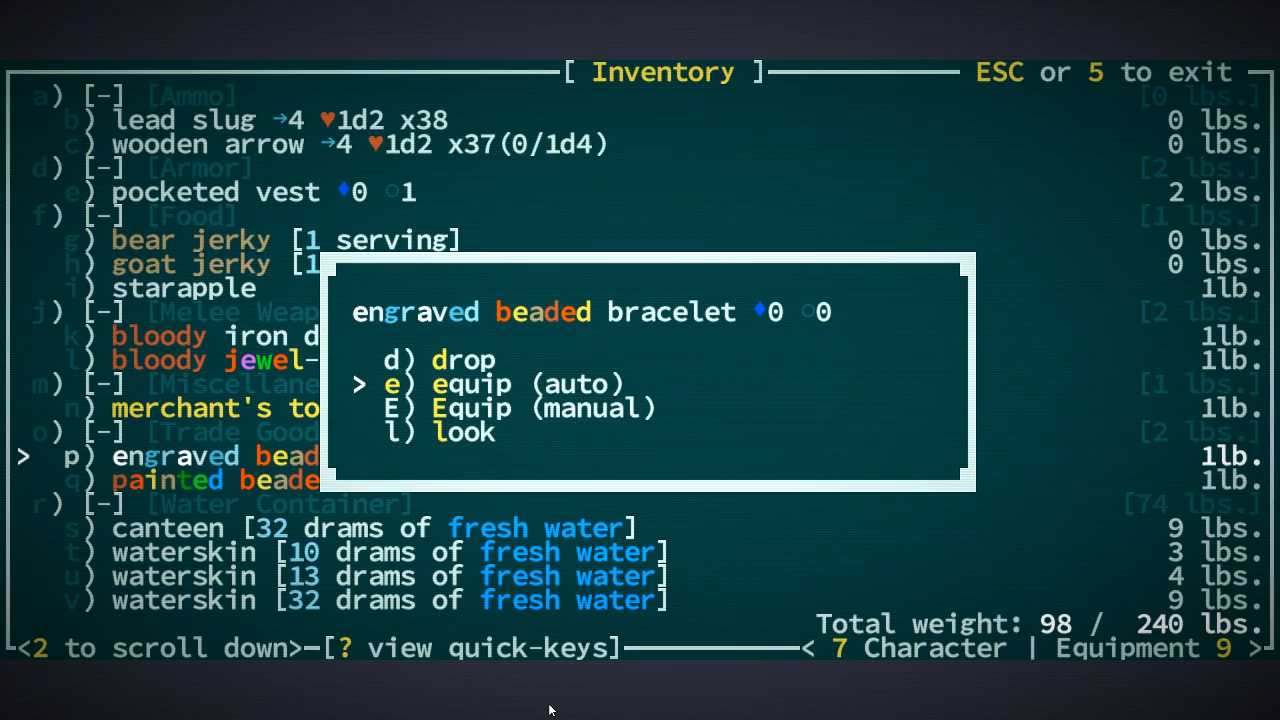 [ Inventory ] ESC or 5 to exit
a) [-] [Ammo] [0 lbs.]
b) lead slug →4 ♥1d2 x38 0 lbs.
c) wooden arrow →4 ♥1d2 x37(0/1d4) 0 lbs.
d) [-] [Armor] [2 lbs.]
e) pocketed vest ♦0 ○1 2 lbs.
f) [-] [Food] [1 lbs.]
g) bear jerky [1 serving] 0 lbs.
h) goat jerky [1 0 lbs.
i) starapple 1lb.
j) [-] [Melee Weap [2 lbs.]
k) bloody iron d 1lb.
l) bloody jewel- 1lb.
m) [-] [Miscellane [1 lbs.]
n) merchant's to 1lb.
o) [-] [Trade Good [2 lbs.]
> p) engraved bead 1lb.
q) painted beade 1lb.
r) [-] [Water Container] [74 lbs.]
s) canteen [32 drams of fresh water] 9 lbs.
t) waterskin [10 drams of fresh water] 3 lbs.
u) waterskin [13 drams of fresh water] 4 lbs.
v) waterskin [32 drams of fresh water] 9 lbs.
Total weight: 98 / 240 lbs.
<2 to scroll down> [? view quick-keys] < 7 Character | Equipment 9 >
engraved beaded bracelet ♦0 ○0
d) drop
> e) equip (auto)
E) Equip (manual)
l) look